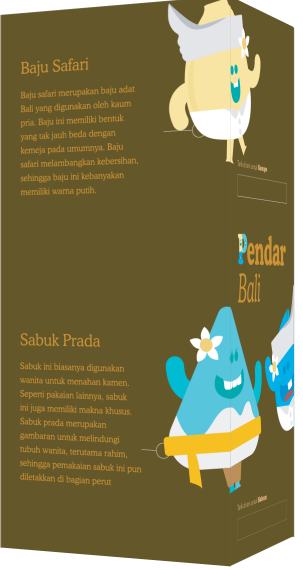 Baju Safari
Baju safari merupakan baju adat
Bali yang digunakan oleh kaum
pria. Baju ini memiliki bentuk
yang tak jauh beda dengan
kemeja pada umumnya. Baju
safari melambangkan kebersihan,
sehingga baju ini kebanyakan
memiliki warna putih.
Pendar
Bali
Sabuk Prada
Sabuk ini biasanya digunakan
wanita untuk menahan kamen.
Seperti pakaian lainnya, sabuk
ini juga memiliki makna khusus.
Sabuk prada merupakan
gambaran untuk melindungi
tubuh wanita, terutama rahim,
sehingga pemakaian sabuk ini pun
diletakkan di bagian perut